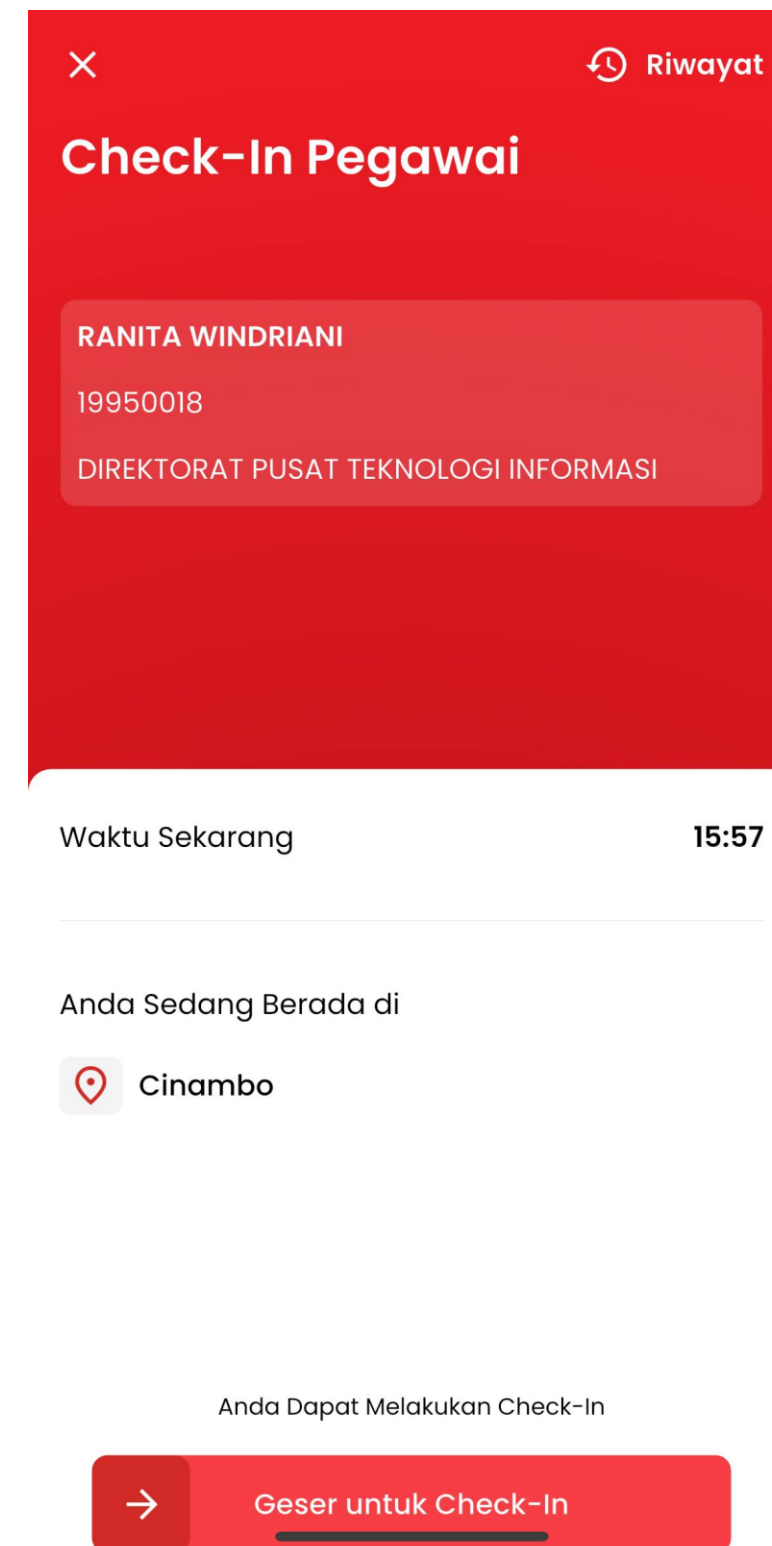 Riwayat
Check-In Pegawai
RANITA WINDRIANI
19950018
DIREKTORAT PUSAT TEKNOLOGI INFORMASI
Waktu Sekarang 15:57
Anda Sedang Berada di
Cinambo
Anda Dapat Melakukan Check-In
Geser untuk Check-In